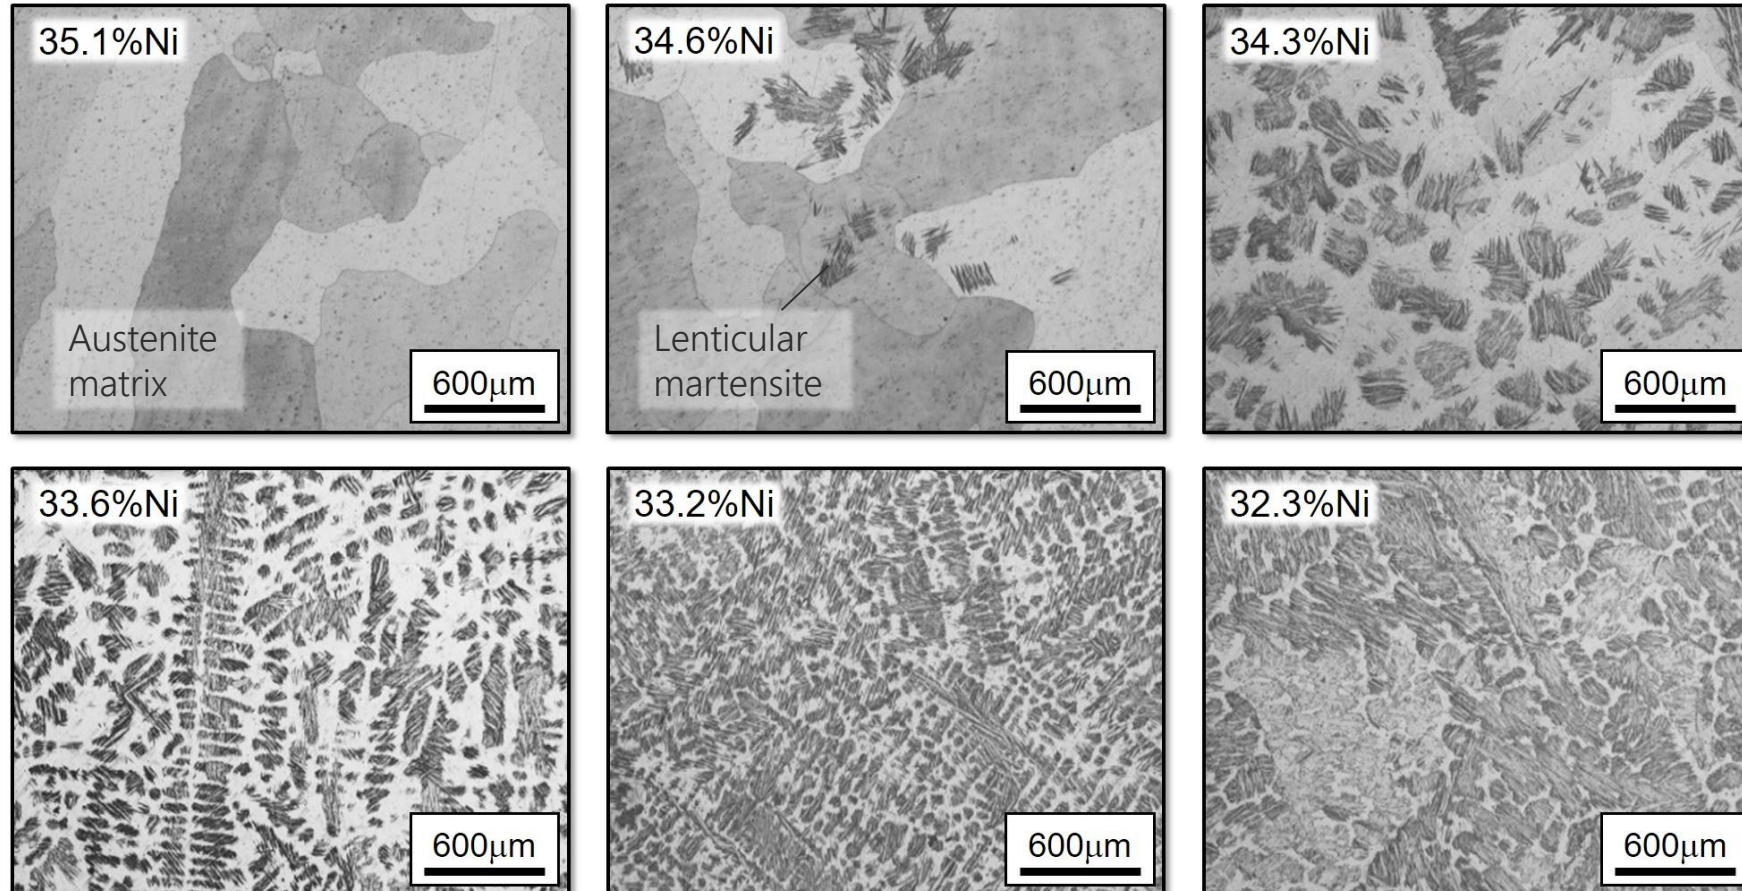 35.1%Ni
Austenite
matrix
600μm
34.6%Ni
Lenticular
martensite
600μm
34.3%Ni
600μm
33.6%Ni
600μm
33.2%Ni
600μm
32.3%Ni
600μm